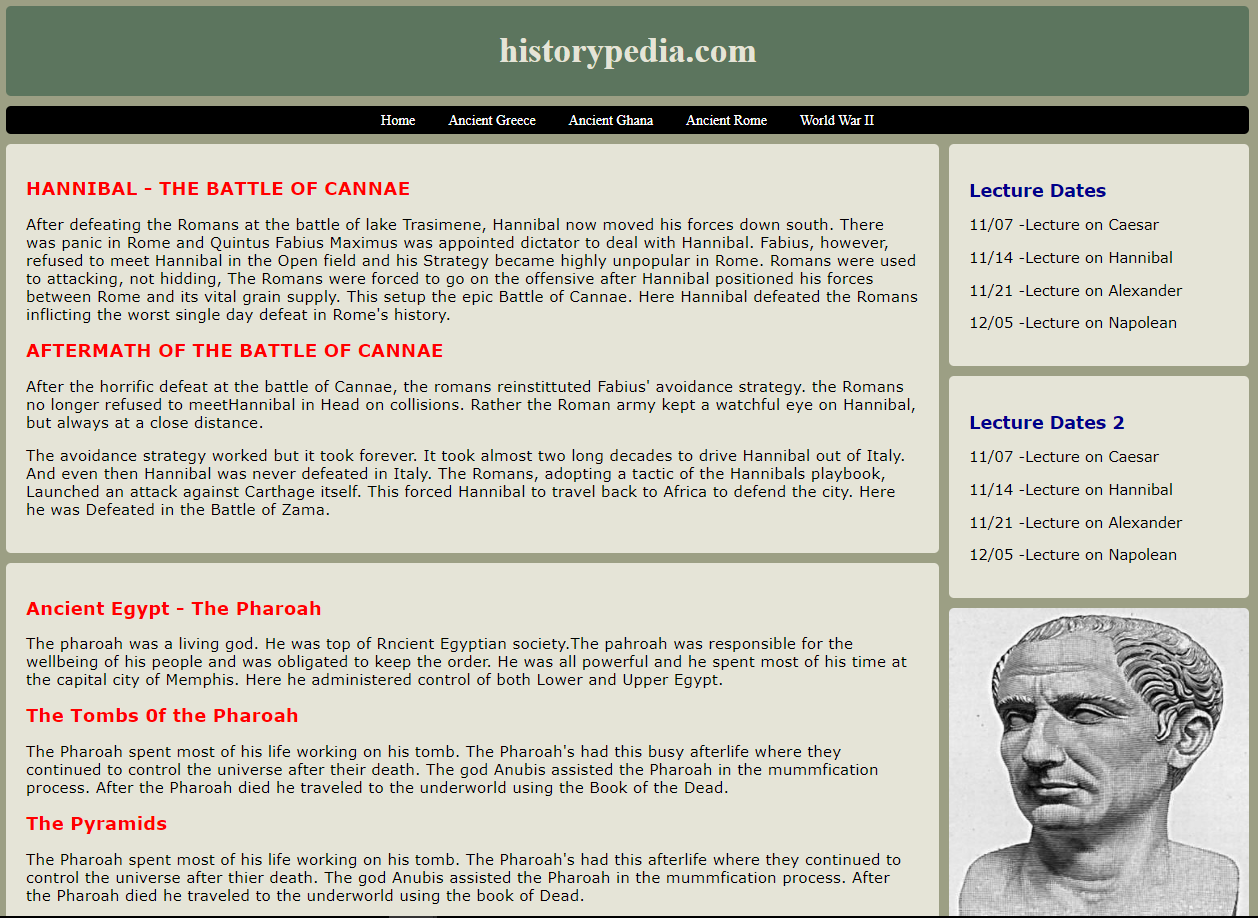 historypedia.com
Home Ancient Greece Ancient Ghana Ancient Rome World War II
HANNIBAL - THE BATTLE OF CANNAE
After defeating the Romans at the battle of lake Trasimene, Hannibal now moved his forces down south. There
was panic in Rome and Quintus Fabius Maximus was appointed dictator to deal with Hannibal. Fabius, however,
refused to meet Hannibal in the Open field and his Strategy became highly unpopular in Rome. Romans were used
to attacking, not hidding, The Romans were forced to go on the offensive after Hannibal positioned his forces
between Rome and its vital grain supply. This setup the epic Battle of Cannae. Here Hannibal defeated the Romans
inflicting the worst single day defeat in Rome's history.
AFTERMATH OF THE BATTLE OF CANNAE
After the horrific defeat at the battle of Cannae, the romans reinstittuted Fabius' avoidance strategy. the Romans
no longer refused to meetHannibal in Head on collisions. Rather the Roman army kept a watchful eye on Hannibal,
but always at a close distance.
The avoidance strategy worked but it took forever. It took almost two long decades to drive Hannibal out of Italy.
And even then Hannibal was never defeated in Italy. The Romans, adopting a tactic of the Hannibals playbook,
Launched an attack against Carthage itself. This forced Hannibal to travel back to Africa to defend the city. Here
he was Defeated in the Battle of Zama.
Ancient Egypt - The Pharoah
The pharoah was a living god. He was top of Rncient Egyptian society.The pahroah was responsible for the
wellbeing of his people and was obligated to keep the order. He was all powerful and he spent most of his time at
the capital city of Memphis. Here he administered control of both Lower and Upper Egypt.
The Tombs 0f the Pharoah
The Pharoah spent most of his life working on his tomb. The Pharoah's had this busy afterlife where they
continued to control the universe after their death. The god Anubis assisted the Pharoah in the mummfication
process. After the Pharoah died he traveled to the underworld using the Book of the Dead.
The Pyramids
The Pharoah spent most of his life working on his tomb. The Pharoah's had this afterlife where they continued to
control the universe after thier death. The god Anubis assisted the Pharoah in the mummfication process. After
the Pharoah died he traveled to the underworld using the book of Dead.
Lecture Dates
11/07 -Lecture on Caesar
11/14 -Lecture on Hannibal
11/21 -Lecture on Alexander
12/05 -Lecture on Napolean
Lecture Dates 2
11/07 -Lecture on Caesar
11/14 -Lecture on Hannibal
11/21 -Lecture on Alexander
12/05 -Lecture on Napolean